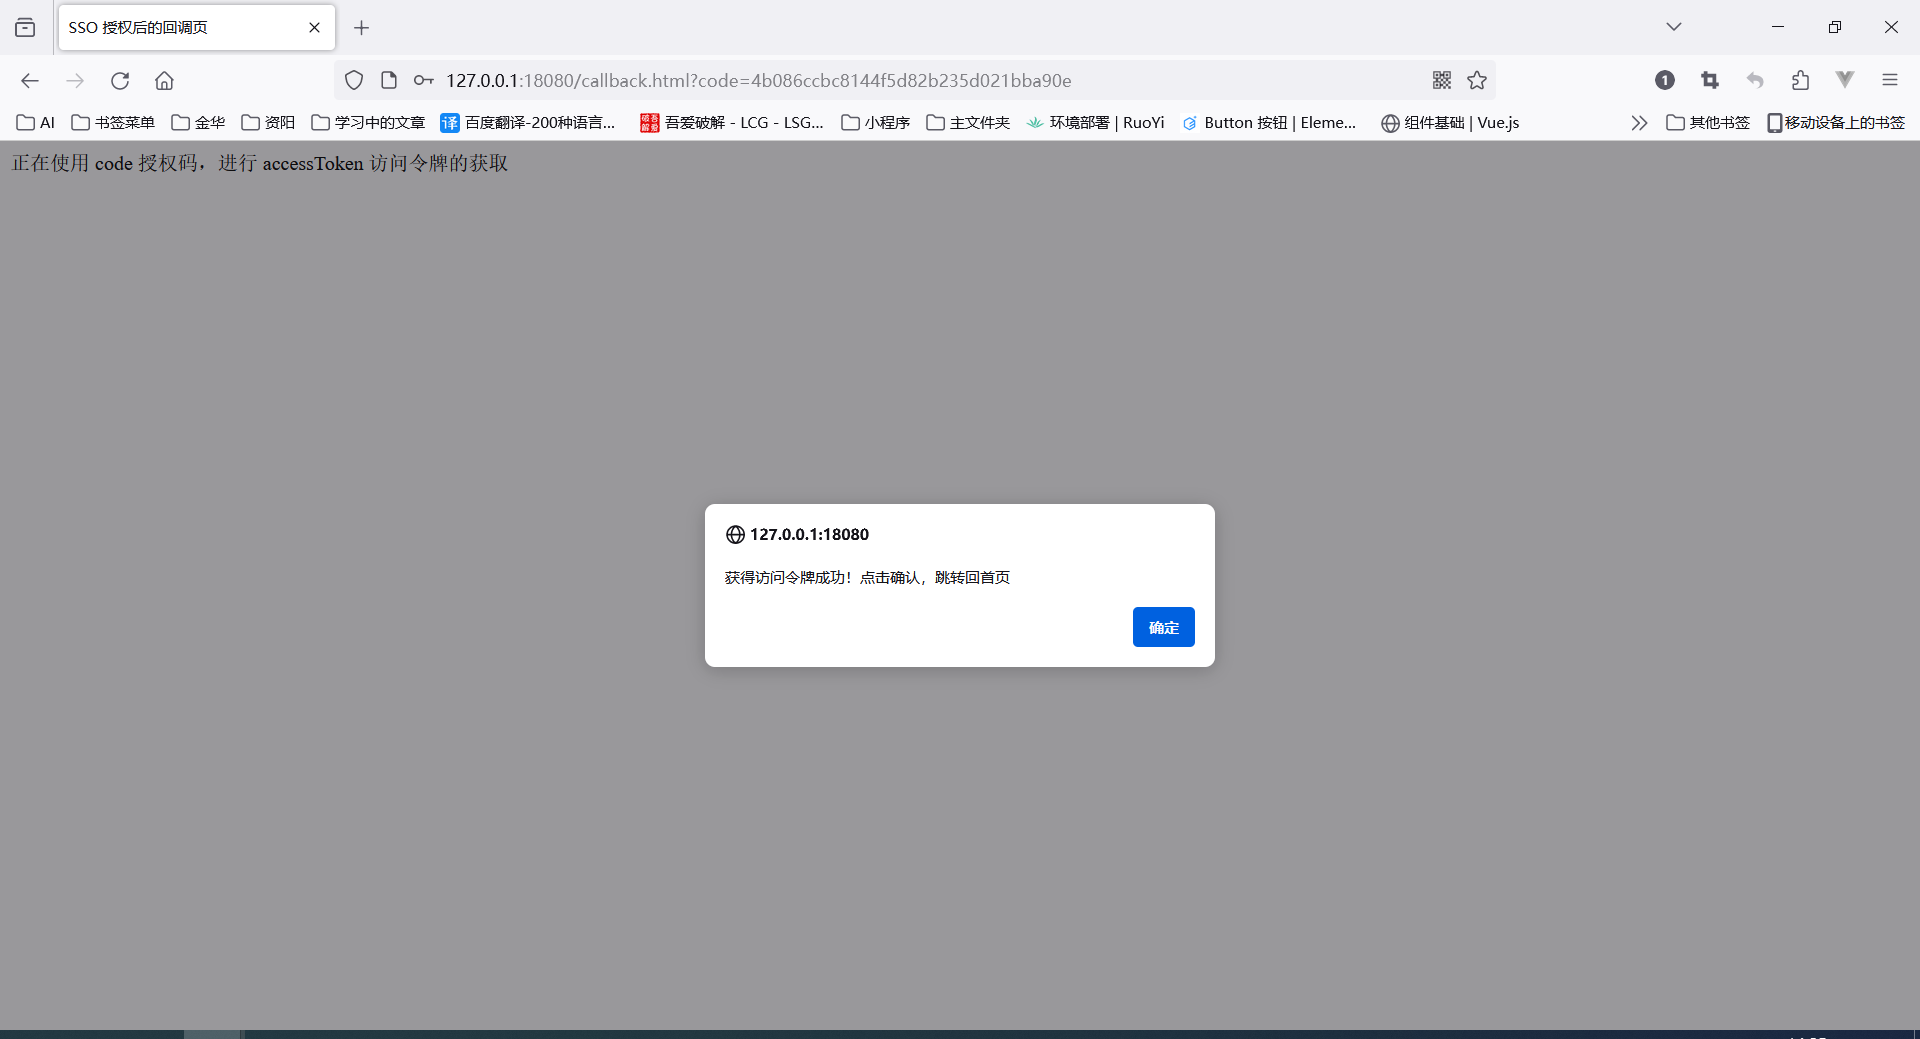 SSO 授权后的回调页
127.0.0.1:18080/callback.html?code=4b086ccbc8144f5d82b235d021bba90e
1
AI 书签菜单 金华 资阳 学习中的文章 译 百度翻译-200种语言... 吾爱破解 吾爱破解 - LCG - LSG... 小程序 主文件夹 环境部署 | RuoYi Button 按钮 | Eleme... 组件基础 | Vue.js 其他书签 移动设备上的书签
正在使用 code 授权码，进行 accessToken 访问令牌的获取
127.0.0.1:18080
获得访问令牌成功！点击确认，跳转回首页
确定